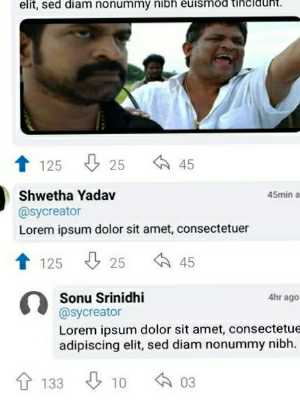 elit, sed diam nonummy nibh euismod tincidunt.
125 25 45
Shwetha Yadav 45min a
@sycreator
Lorem ipsum dolor sit amet, consectetuer
125 25 45
Sonu Srinidhi 4hr ago
@sycreator
Lorem ipsum dolor sit amet, consectetue
adipiscing elit, sed diam nonummy nibh.
133 10 03